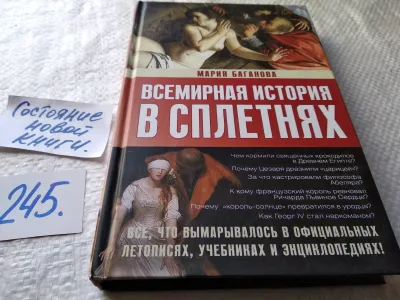 Состояние
новой
книги.
245.
МАРИЯ БАГАНОВА
ВСЕМИРНАЯ ИСТОРИЯ
В СПЛЕТНЯХ
Чем кормили священных крокодилов
в Древнем Египте?
Почему Цезаря дразнили «царицей»?
За что кастрировали философа
Абеляра?
К кому французский король ревновал
Ричарда Львиное Сердце?
Почему «король-солнце» превратился в урода?
Как Георг IV стал наркоманом?
ВСЕ, ЧТО ВЫМАРЫВАЛОСЬ В ОФИЦИАЛЬНЫХ
ЛЕТОПИСЯХ, УЧЕБНИКАХ И ЭНЦИКЛОПЕДИЯХ!